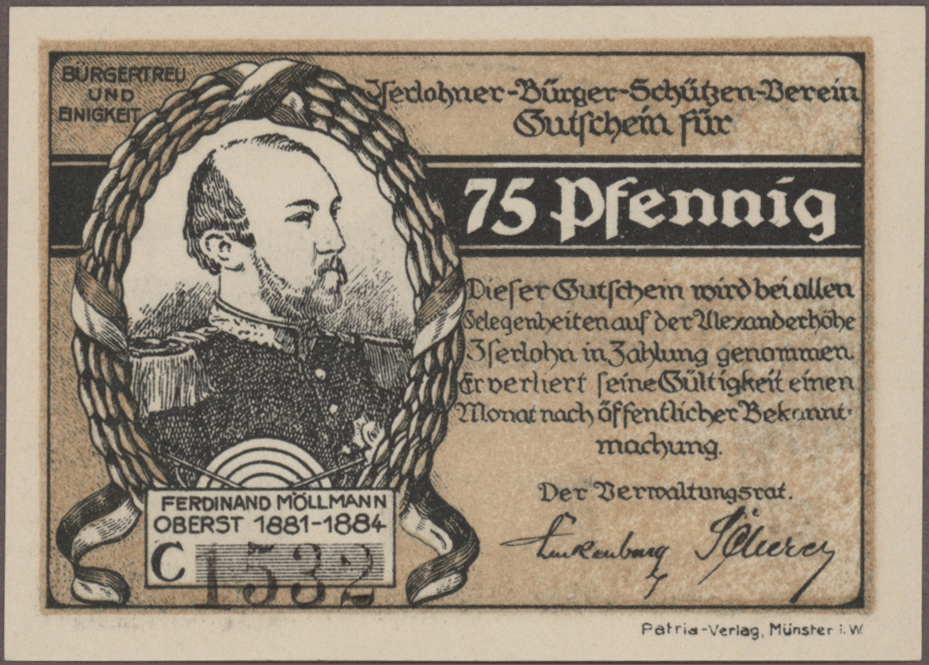 BÜRGERTREU
UND
EINIGKEIT
Iserlohner-Bürger-Schützen-Verein
Gutschein für
75 Pfennig
Dieser Gutschein wird bei allen
Gelegenheiten auf der Alexanderhöhe
Iserlohn in Zahlung genommen.
Er verliert seine Gültigkeit einen
Monat nach öffentlicher Bekannt-
machung.
Der Verwaltungsrat.
FERDINAND MÖLLMANN
OBERST 1881-1884
C 1532
Patria-Verlag, Münster i. W.